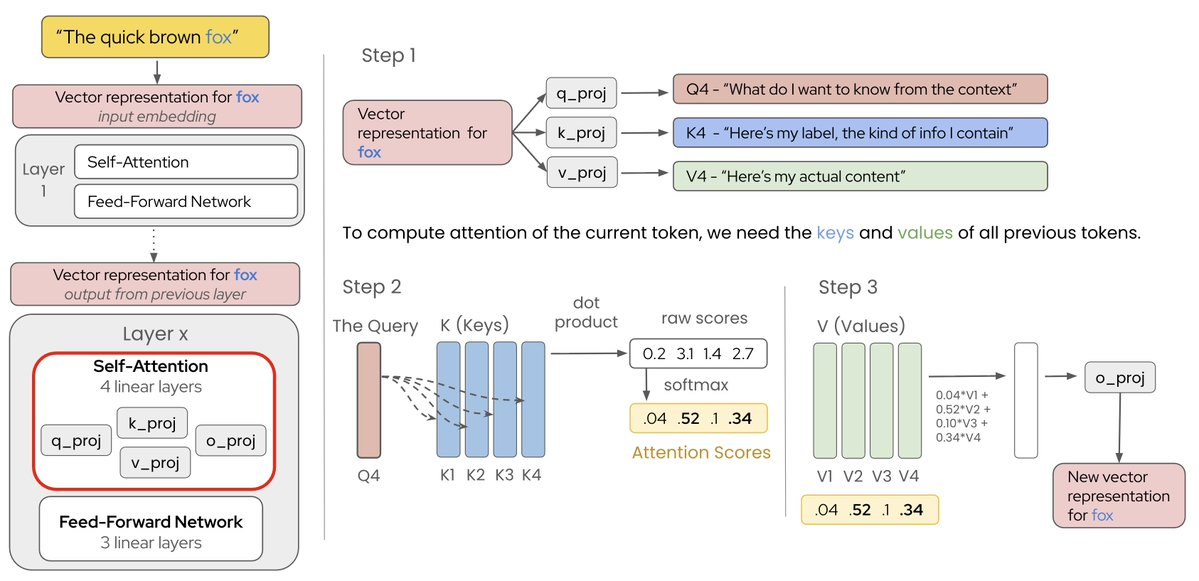 “The quick brown fox”
Vector representation for fox
input embedding
Layer
1
Self-Attention
Feed-Forward Network
Vector representation for fox
output from previous layer
Layer x
Self-Attention
4 linear layers
q_proj
k_proj
v_proj
o_proj
Feed-Forward Network
3 linear layers
Step 1
Vector
representation for
fox
q_proj
k_proj
v_proj
Q4 - “What do I want to know from the context”
K4 - “Here’s my label, the kind of info I contain”
V4 - “Here’s my actual content”
To compute attention of the current token, we need the keys and values of all previous tokens.
Step 2
The Query
Q4
K (Keys)
K1 K2 K3 K4
dot
product
raw scores
0.2 3.1 1.4 2.7
softmax
.04 .52 .1 .34
Attention Scores
Step 3
V (Values)
V1 V2 V3 V4
.04 .52 .1 .34
0.04*V1 +
0.52*V2 +
0.10*V3 +
0.34*V4
o_proj
New vector
representation
for fox